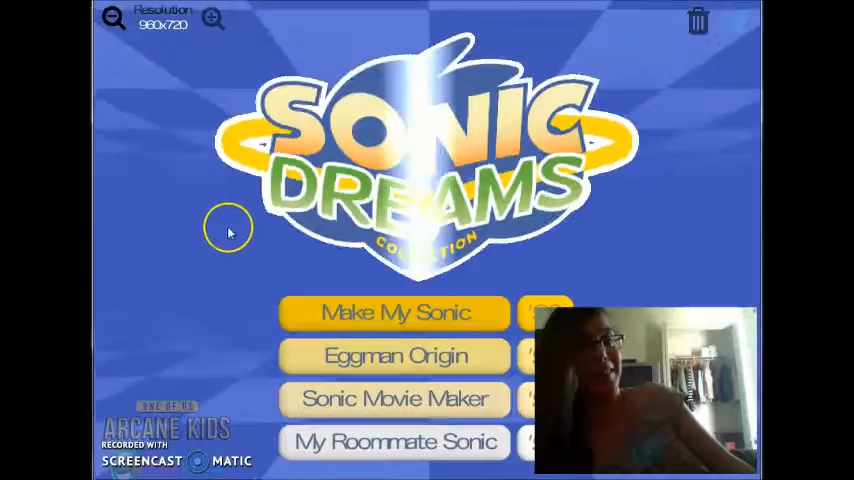 Resolution
960x720
SONIC
DREAMS
COLLECTION
Make My Sonic
Eggman Origin
Sonic Movie Maker
My Roommate Sonic
ONE OF US
ARCANE KIDS
RECORDED WITH
SCREENCAST MATIC